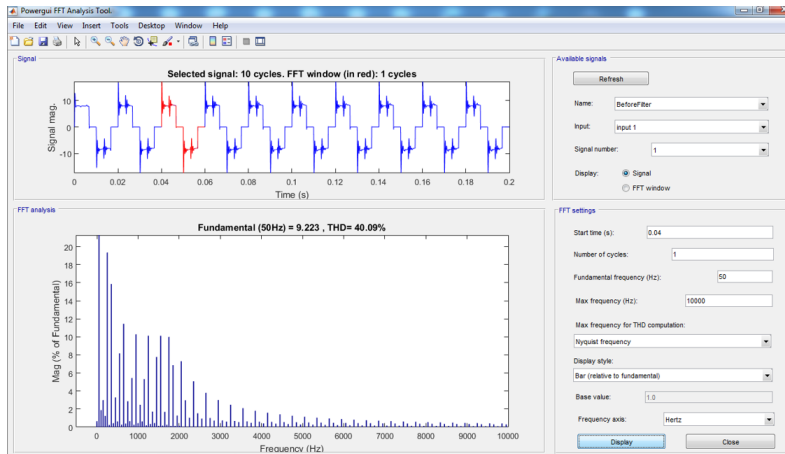 Powergui FFT Analysis Tool.
File Edit View Insert Tools Desktop Window Help
Signal
Selected signal: 10 cycles. FFT window (in red): 1 cycles
Signal mag.
10
0
-10
0 0.02 0.04 0.06 0.08 0.1 0.12 0.14 0.16 0.18 0.2
Time (s)
FFT analysis
Fundamental (50Hz) = 9.223 , THD= 40.09%
Mag (% of Fundamental)
20
18
16
14
12
10
8
6
4
2
0
0 1000 2000 3000 4000 5000 6000 7000 8000 9000 10000
Frequency (Hz)
Available signals
Refresh
Name: BeforeFilter
Input: input 1
Signal number: 1
Display: Signal
FFT window
FFT settings
Start time (s): 0.04
Number of cycles: 1
Fundamental frequency (Hz): 50
Max frequency (Hz): 10000
Max frequency for THD computation:
Nyquist frequency
Display style:
Bar (relative to fundamental)
Base value: 1.0
Frequency axis: Hertz
Display Close